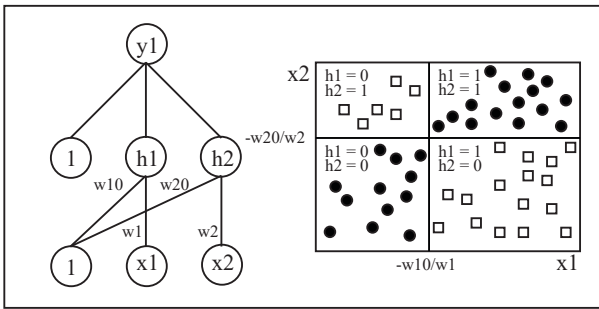 y1
1
h1
h2
w10
w20
w1
w2
1
x1
x2
x2
-w20/w2
h1 = 0
h2 = 1
h1 = 1
h2 = 1
h1 = 0
h2 = 0
h1 = 1
h2 = 0
-w10/w1
x1